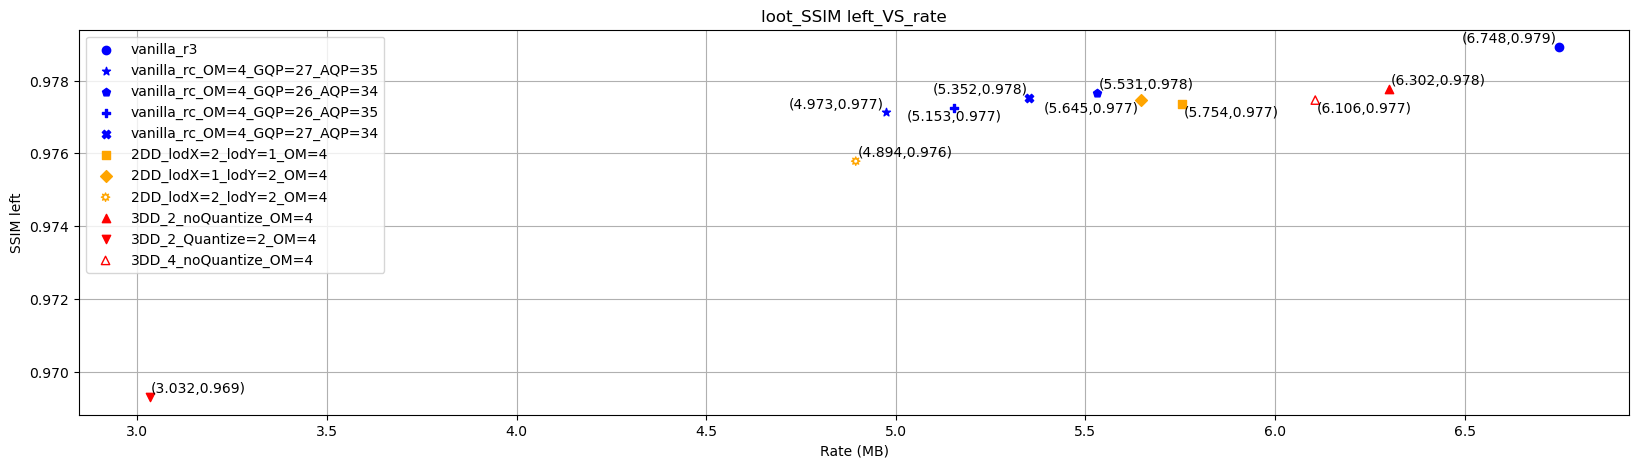 loot_SSIM left_VS_rate
vanilla_r3
vanilla_rc_OM=4_GQP=27_AQP=35
vanilla_rc_OM=4_GQP=26_AQP=34
vanilla_rc_OM=4_GQP=26_AQP=35
vanilla_rc_OM=4_GQP=27_AQP=34
2DD_lodX=2_lodY=1_OM=4
2DD_lodX=1_lodY=2_OM=4
2DD_lodX=2_lodY=2_OM=4
3DD_2_noQuantize_OM=4
3DD_2_Quantize=2_OM=4
3DD_4_noQuantize_OM=4
(6.748,0.979)
(6.302,0.978)
(5.531,0.978)
(5.352,0.978)
(4.973,0.977)
(5.153,0.977)
(5.645,0.977)
(5.754,0.977)
(6.106,0.977)
(4.894,0.976)
(3.032,0.969)
SSIM left
0.978
0.976
0.974
0.972
0.970
3.0
3.5
4.0
4.5
5.0
5.5
6.0
6.5
Rate (MB)